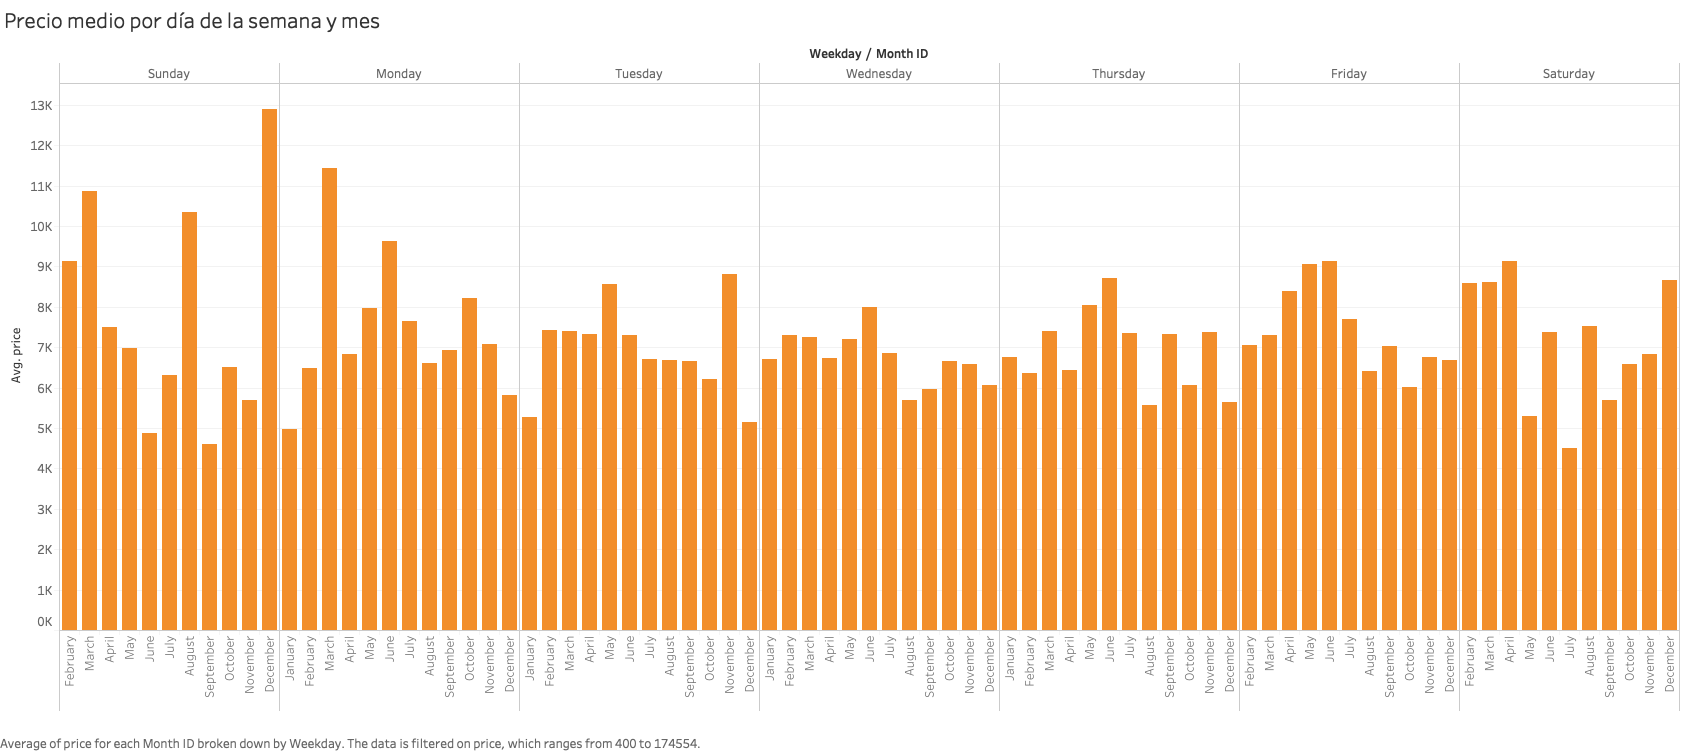 Precio medio por día de la semana y mes
Weekday / Month ID
Sunday Monday Tuesday Wednesday Thursday Friday Saturday
Avg. price
13K
12K
11K
10K
9K
8K
7K
6K
5K
4K
3K
2K
1K
0K
February March April May June July August September October November December
January February March April May June July August September October November December
January February March April May June July August September October November December
January February March April May June July August September October November December
January February March April May June July August September October November December
February March April May June July August September October November December
February March April May June July August September October November December
Average of price for each Month ID broken down by Weekday. The data is filtered on price, which ranges from 400 to 174554.